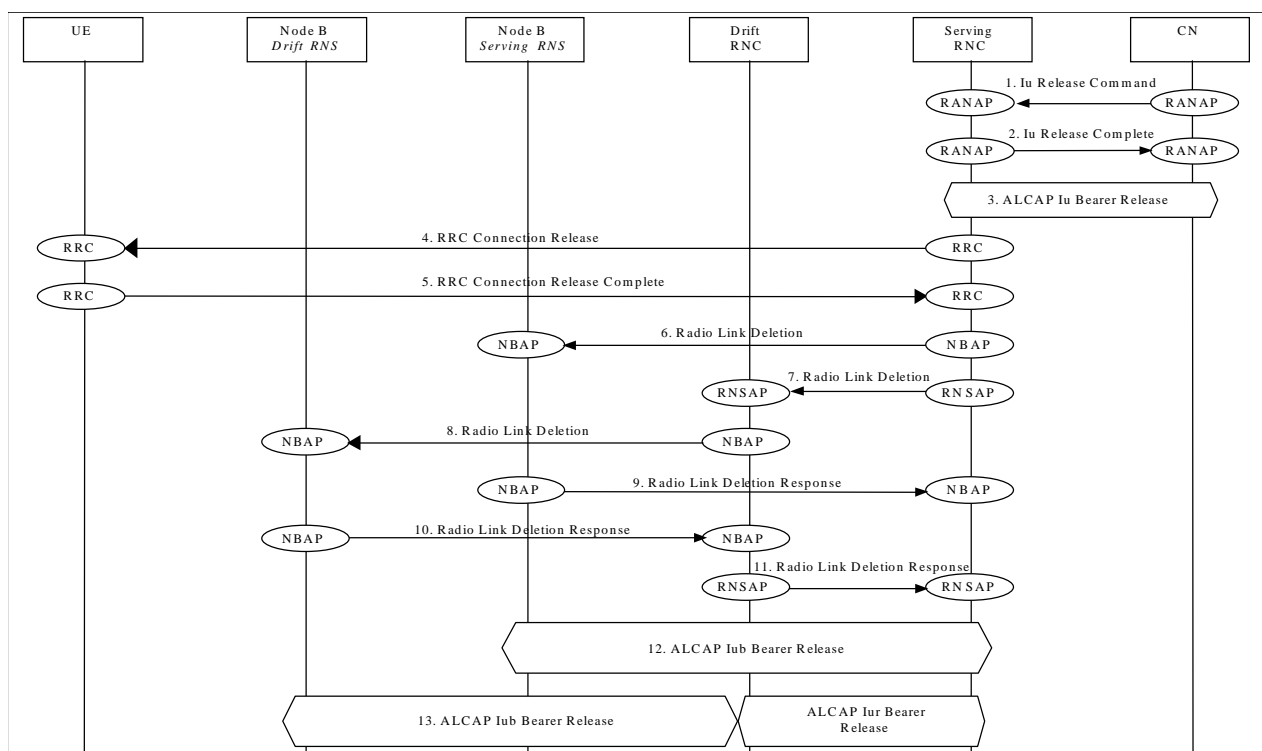 UE
Node B
Drift RNS
Node B
Serving RNS
Drift
RNC
Serving
RNC
CN
1. Iu Release Command
RANAP
RANAP
2. Iu Release Complete
RANAP
RANAP
3. ALCAP Iu Bearer Release
4. RRC Connection Release
RRC
RRC
5. RRC Connection Release Complete
RRC
RRC
6. Radio Link Deletion
NBAP
NBAP
7. Radio Link Deletion
RNSAP
RNSAP
8. Radio Link Deletion
NBAP
NBAP
9. Radio Link Deletion Response
NBAP
NBAP
10. Radio Link Deletion Response
NBAP
NBAP
11. Radio Link Deletion Response
RNSAP
RNSAP
12. ALCAP Iub Bearer Release
13. ALCAP Iub Bearer Release
ALCAP Iur Bearer
Release